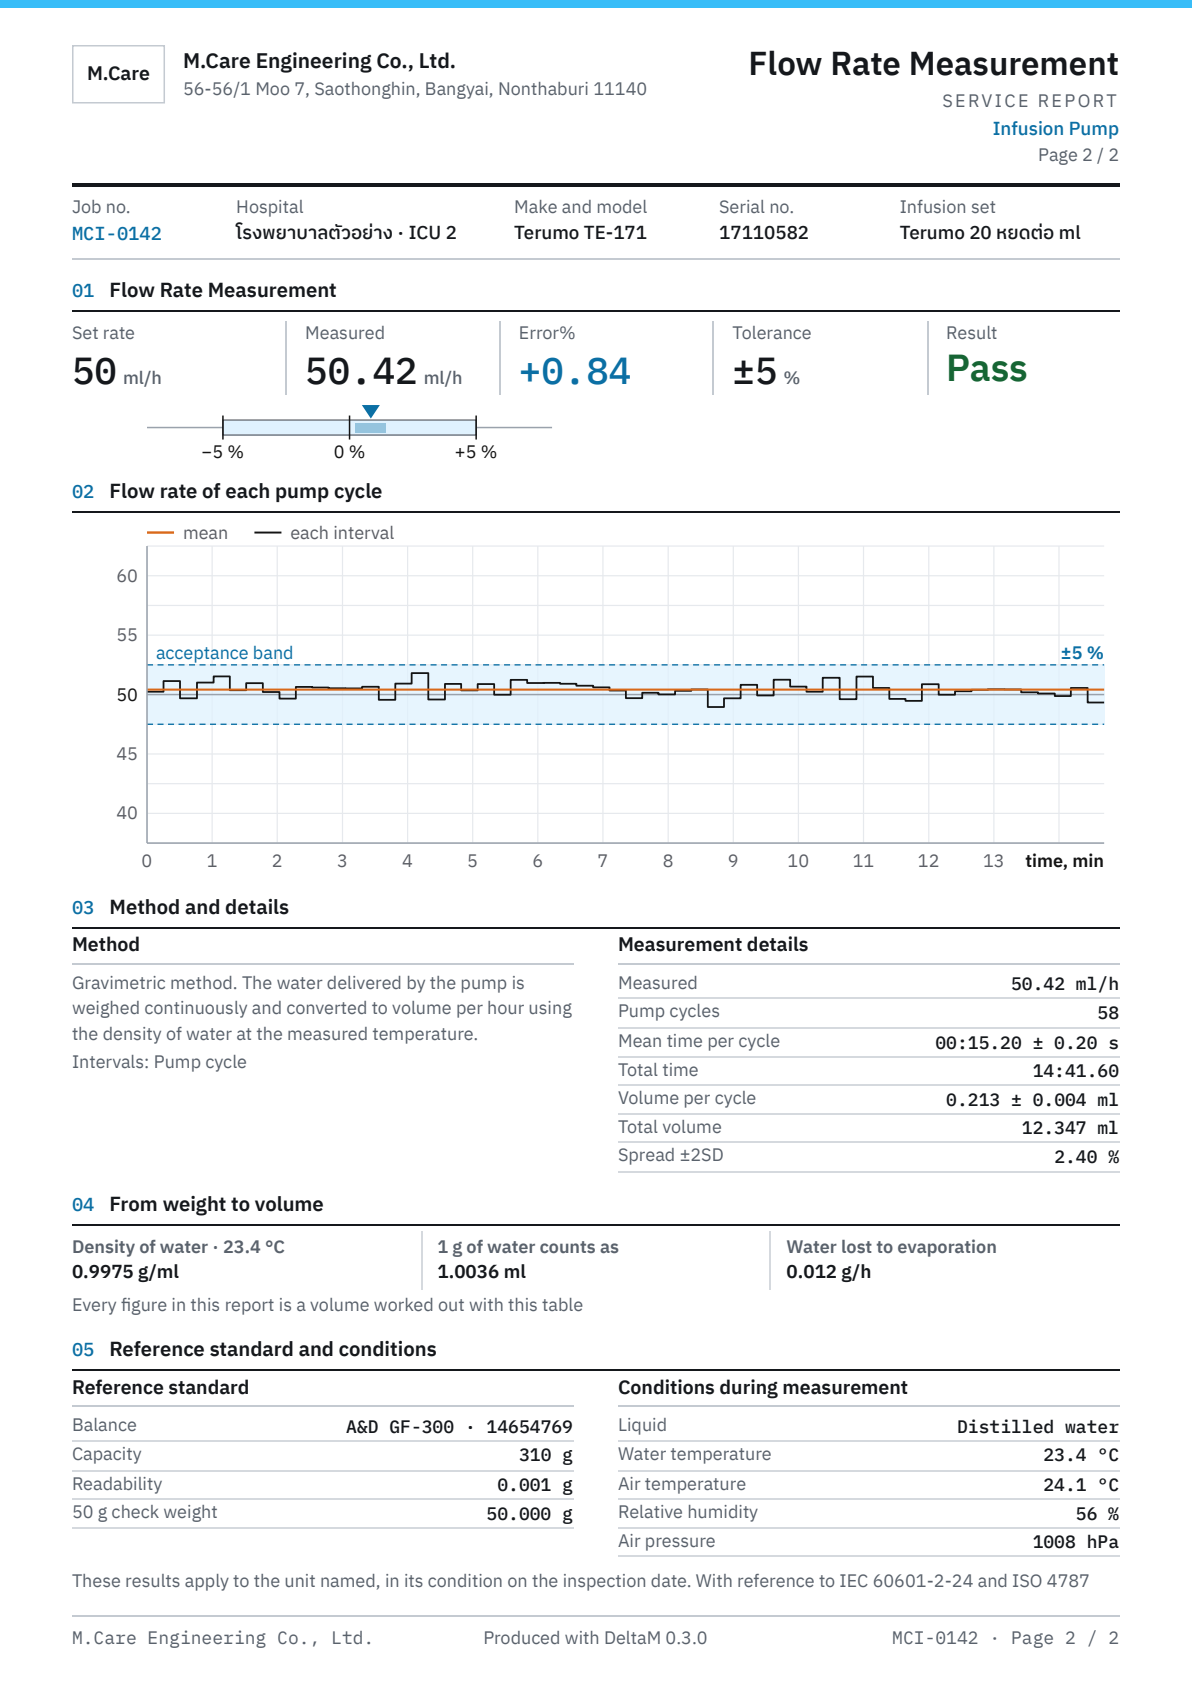 M.Care
M.Care Engineering Co., Ltd.
56-56/1 Moo 7, Saothonghin, Bangyai, Nonthaburi 11140
Flow Rate Measurement
SERVICE REPORT
Infusion Pump
Page 2 / 2
Job no. Hospital Make and model Serial no. Infusion set
MCI-0142 โรงพยาบาลตัวอย่าง · ICU 2 Terumo TE-171 17110582 Terumo 20 หยดต่อ ml
01 Flow Rate Measurement
Set rate Measured Error% Tolerance Result
50 ml/h 50.42 ml/h +0.84 ±5 % Pass
−5 % 0 % +5 %
02 Flow rate of each pump cycle
mean each interval
60
55
acceptance band ±5 %
50
45
40
0 1 2 3 4 5 6 7 8 9 10 11 12 13 time, min
03 Method and details
Method
Gravimetric method. The water delivered by the pump is
weighed continuously and converted to volume per hour using
the density of water at the measured temperature.
Intervals: Pump cycle
Measurement details
Measured 50.42 ml/h
Pump cycles 58
Mean time per cycle 00:15.20 ± 0.20 s
Total time 14:41.60
Volume per cycle 0.213 ± 0.004 ml
Total volume 12.347 ml
Spread ±2SD 2.40 %
04 From weight to volume
Density of water · 23.4 °C 1 g of water counts as Water lost to evaporation
0.9975 g/ml 1.0036 ml 0.012 g/h
Every figure in this report is a volume worked out with this table
05 Reference standard and conditions
Reference standard
Balance A&D GF-300 · 14654769
Capacity 310 g
Readability 0.001 g
50 g check weight 50.000 g
Conditions during measurement
Liquid Distilled water
Water temperature 23.4 °C
Air temperature 24.1 °C
Relative humidity 56 %
Air pressure 1008 hPa
These results apply to the unit named, in its condition on the inspection date. With reference to IEC 60601-2-24 and ISO 4787
M.Care Engineering Co., Ltd. Produced with DeltaM 0.3.0 MCI-0142 · Page 2 / 2